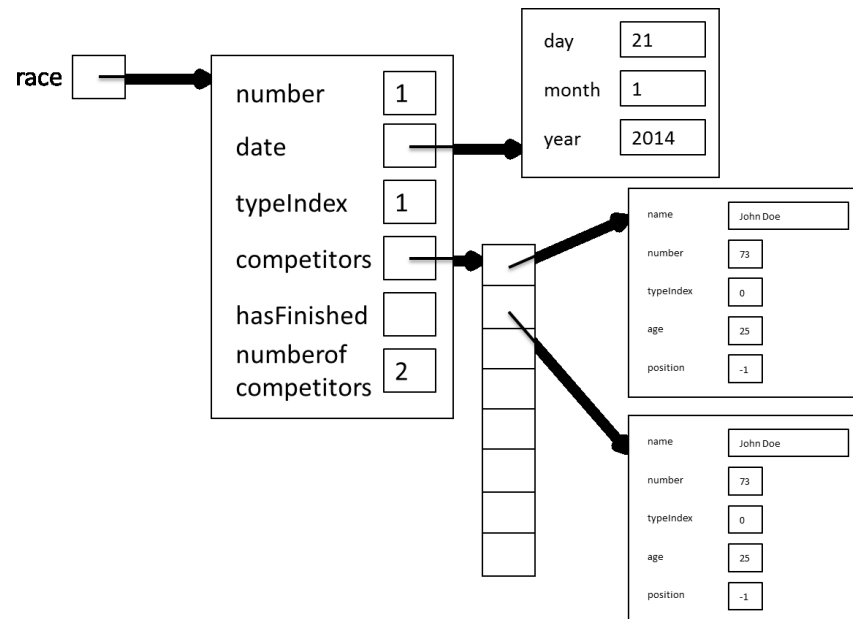 race
number 1
date
typeIndex 1
competitors
hasFinished
numberof
competitors 2
day 21
month 1
year 2014
name John Doe
number 73
typeIndex 0
age 25
position -1
name John Doe
number 73
typeIndex 0
age 25
position -1